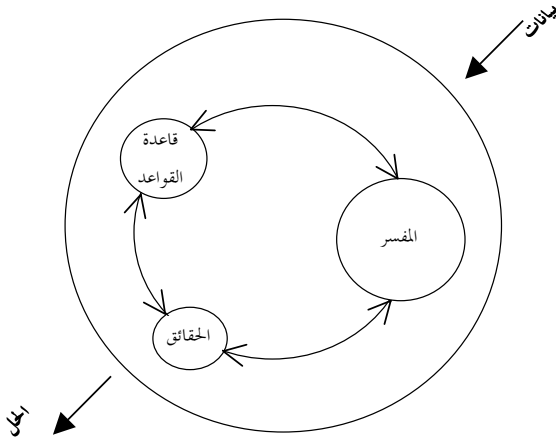 بيانات
قاعدة
القواعد
المفسر
الحقائق
الحل